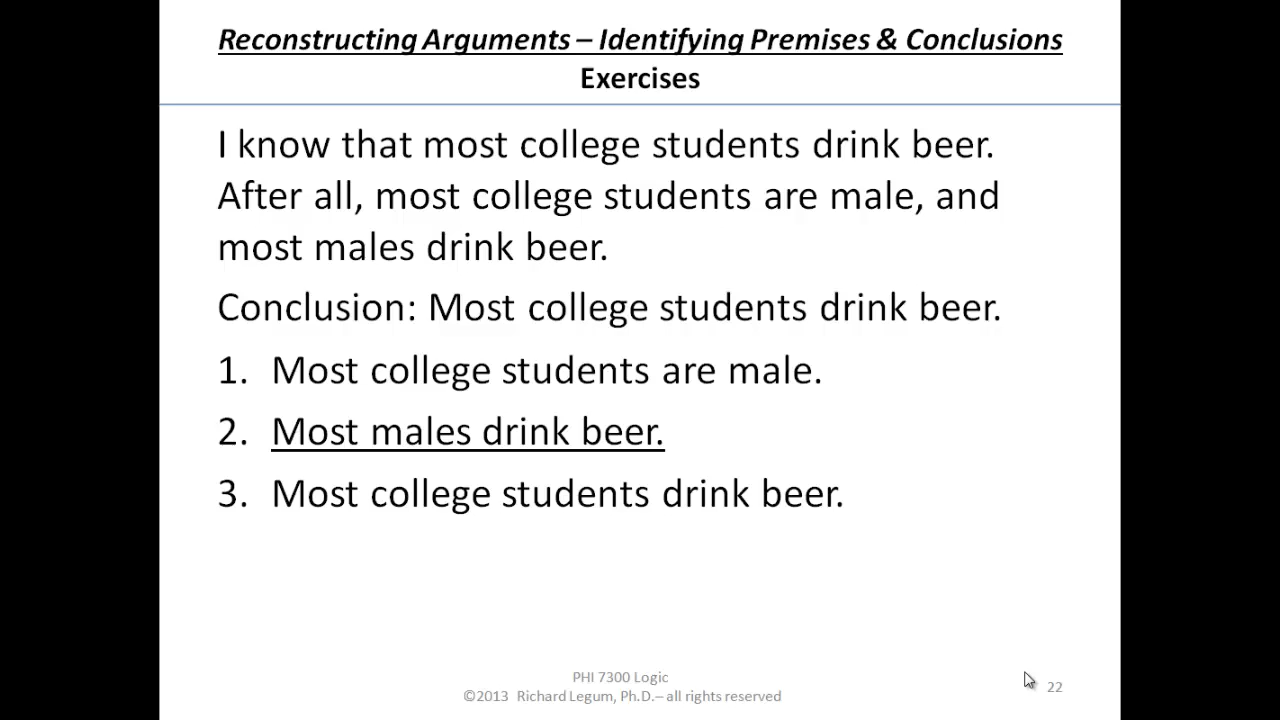 Reconstructing Arguments – Identifying Premises & Conclusions
Exercises
I know that most college students drink beer.
After all, most college students are male, and
most males drink beer.
Conclusion: Most college students drink beer.
1. Most college students are male.
2. Most males drink beer.
3. Most college students drink beer.
PHI 7300 Logic
©2013 Richard Legum, Ph.D.– all rights reserved
22